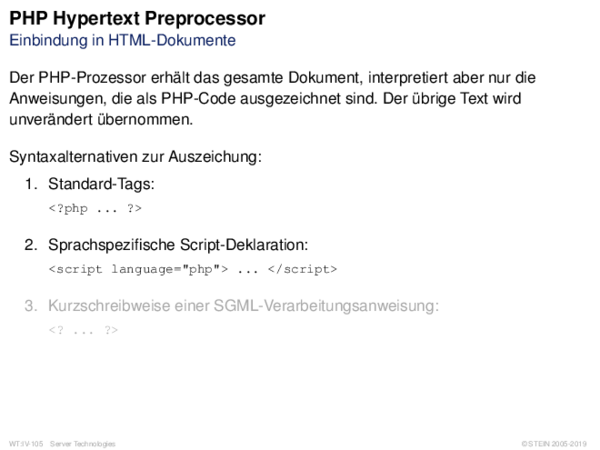 PHP Hypertext Preprocessor
Einbindung in HTML-Dokumente
Der PHP-Prozessor erhält das gesamte Dokument, interpretiert aber nur die
Anweisungen, die als PHP-Code ausgezeichnet sind. Der übrige Text wird
unverändert übernommen.
Syntaxalternativen zur Auszeichung:
1. Standard-Tags:
<?php ... ?>
2. Sprachspezifische Script-Deklaration:
<script language="php"> ... </script>
3. Kurzschreibweise einer SGML-Verarbeitungsanweisung:
<? ... ?>
WT:IV-105 Server Technologies © STEIN 2005-2019